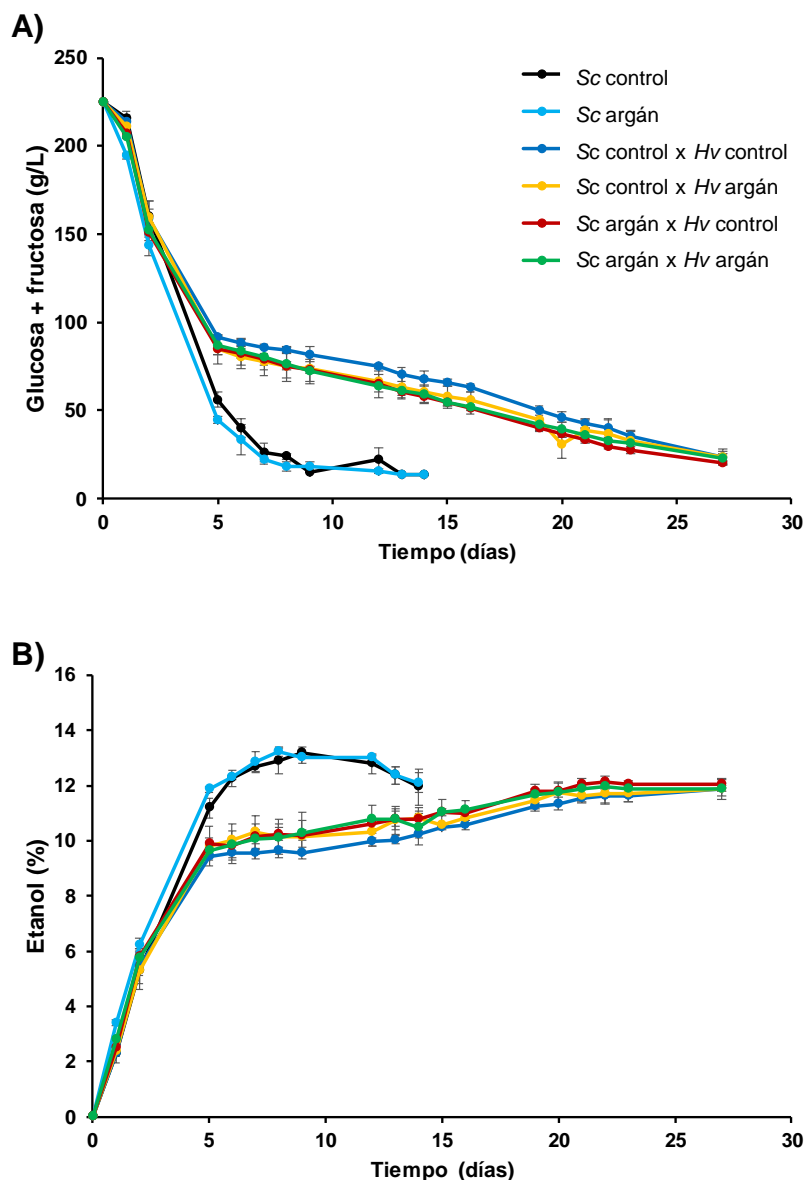 A)
250
200
150
100
50
0
Glucosa + fructosa (g/L)
Sc control
Sc argán
Sc control x Hv control
Sc control x Hv argán
Sc argán x Hv control
Sc argán x Hv argán
0 5 10 15 20 25 30
Tiempo (días)
B)
16
14
12
10
8
6
4
2
0
Etanol (%)
0 5 10 15 20 25 30
Tiempo (días)